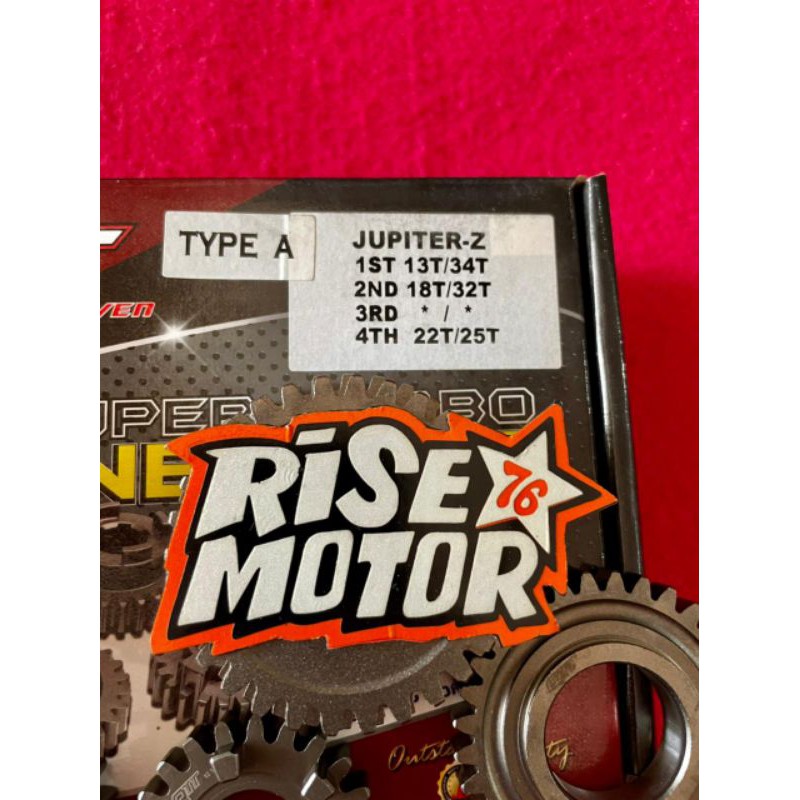 TYPE A
JUPITER-Z
1ST 13T/34T
2ND 18T/32T
3RD * / *
4TH 22T/25T
RiSE 76
MOTOR